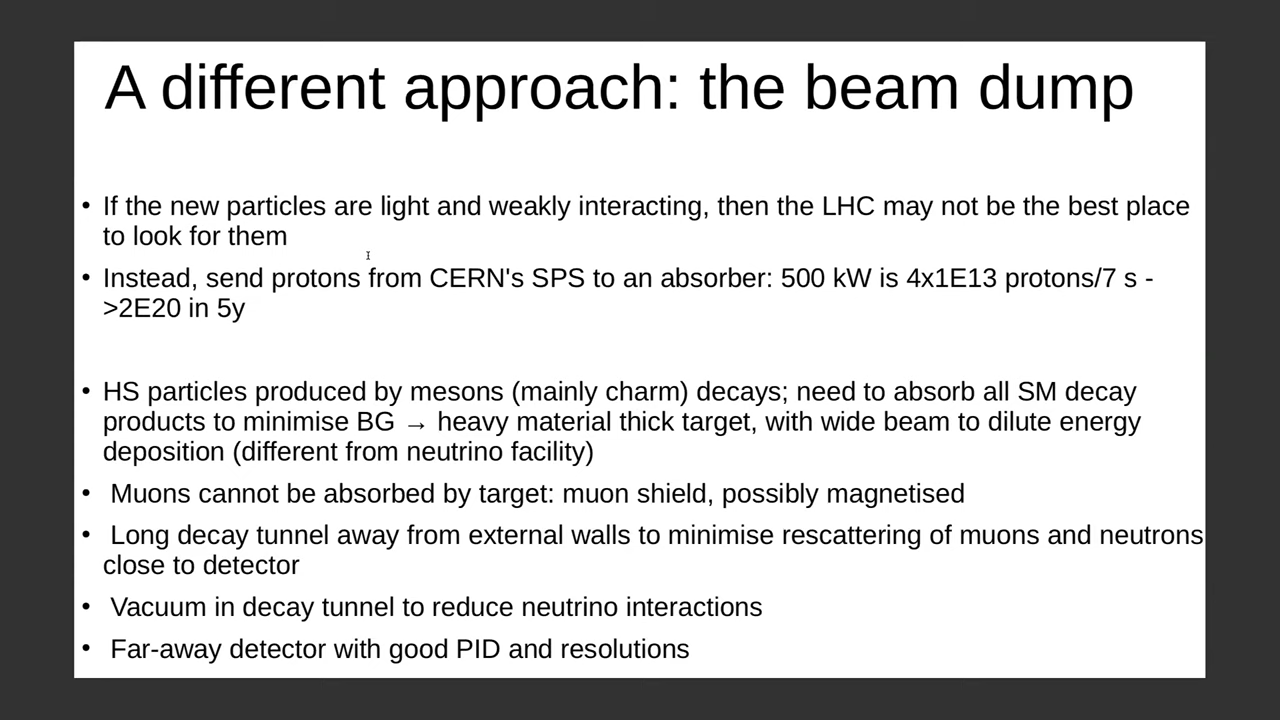 A different approach: the beam dump
• If the new particles are light and weakly interacting, then the LHC may not be the best place
to look for them
• Instead, send protons from CERN's SPS to an absorber: 500 kW is 4x1E13 protons/7 s -
>2E20 in 5y
• HS particles produced by mesons (mainly charm) decays; need to absorb all SM decay
products to minimise BG → heavy material thick target, with wide beam to dilute energy
deposition (different from neutrino facility)
• Muons cannot be absorbed by target: muon shield, possibly magnetised
• Long decay tunnel away from external walls to minimise rescattering of muons and neutrons
close to detector
• Vacuum in decay tunnel to reduce neutrino interactions
• Far-away detector with good PID and resolutions